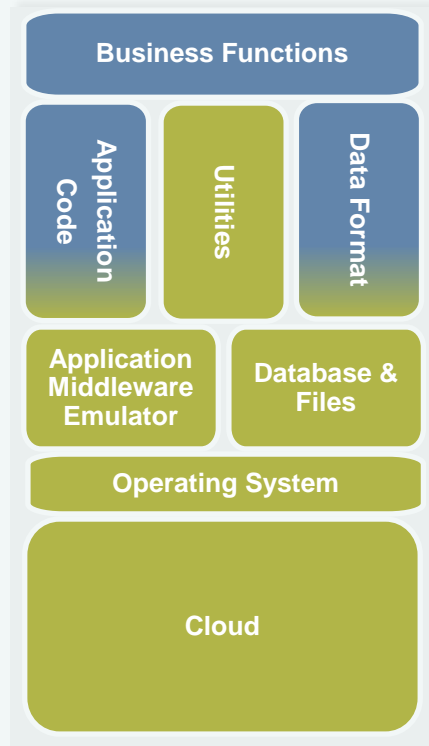 Business Functions
Application
Code
Utilities
Data Format
Application
Middleware
Emulator
Database &
Files
Operating System
Cloud